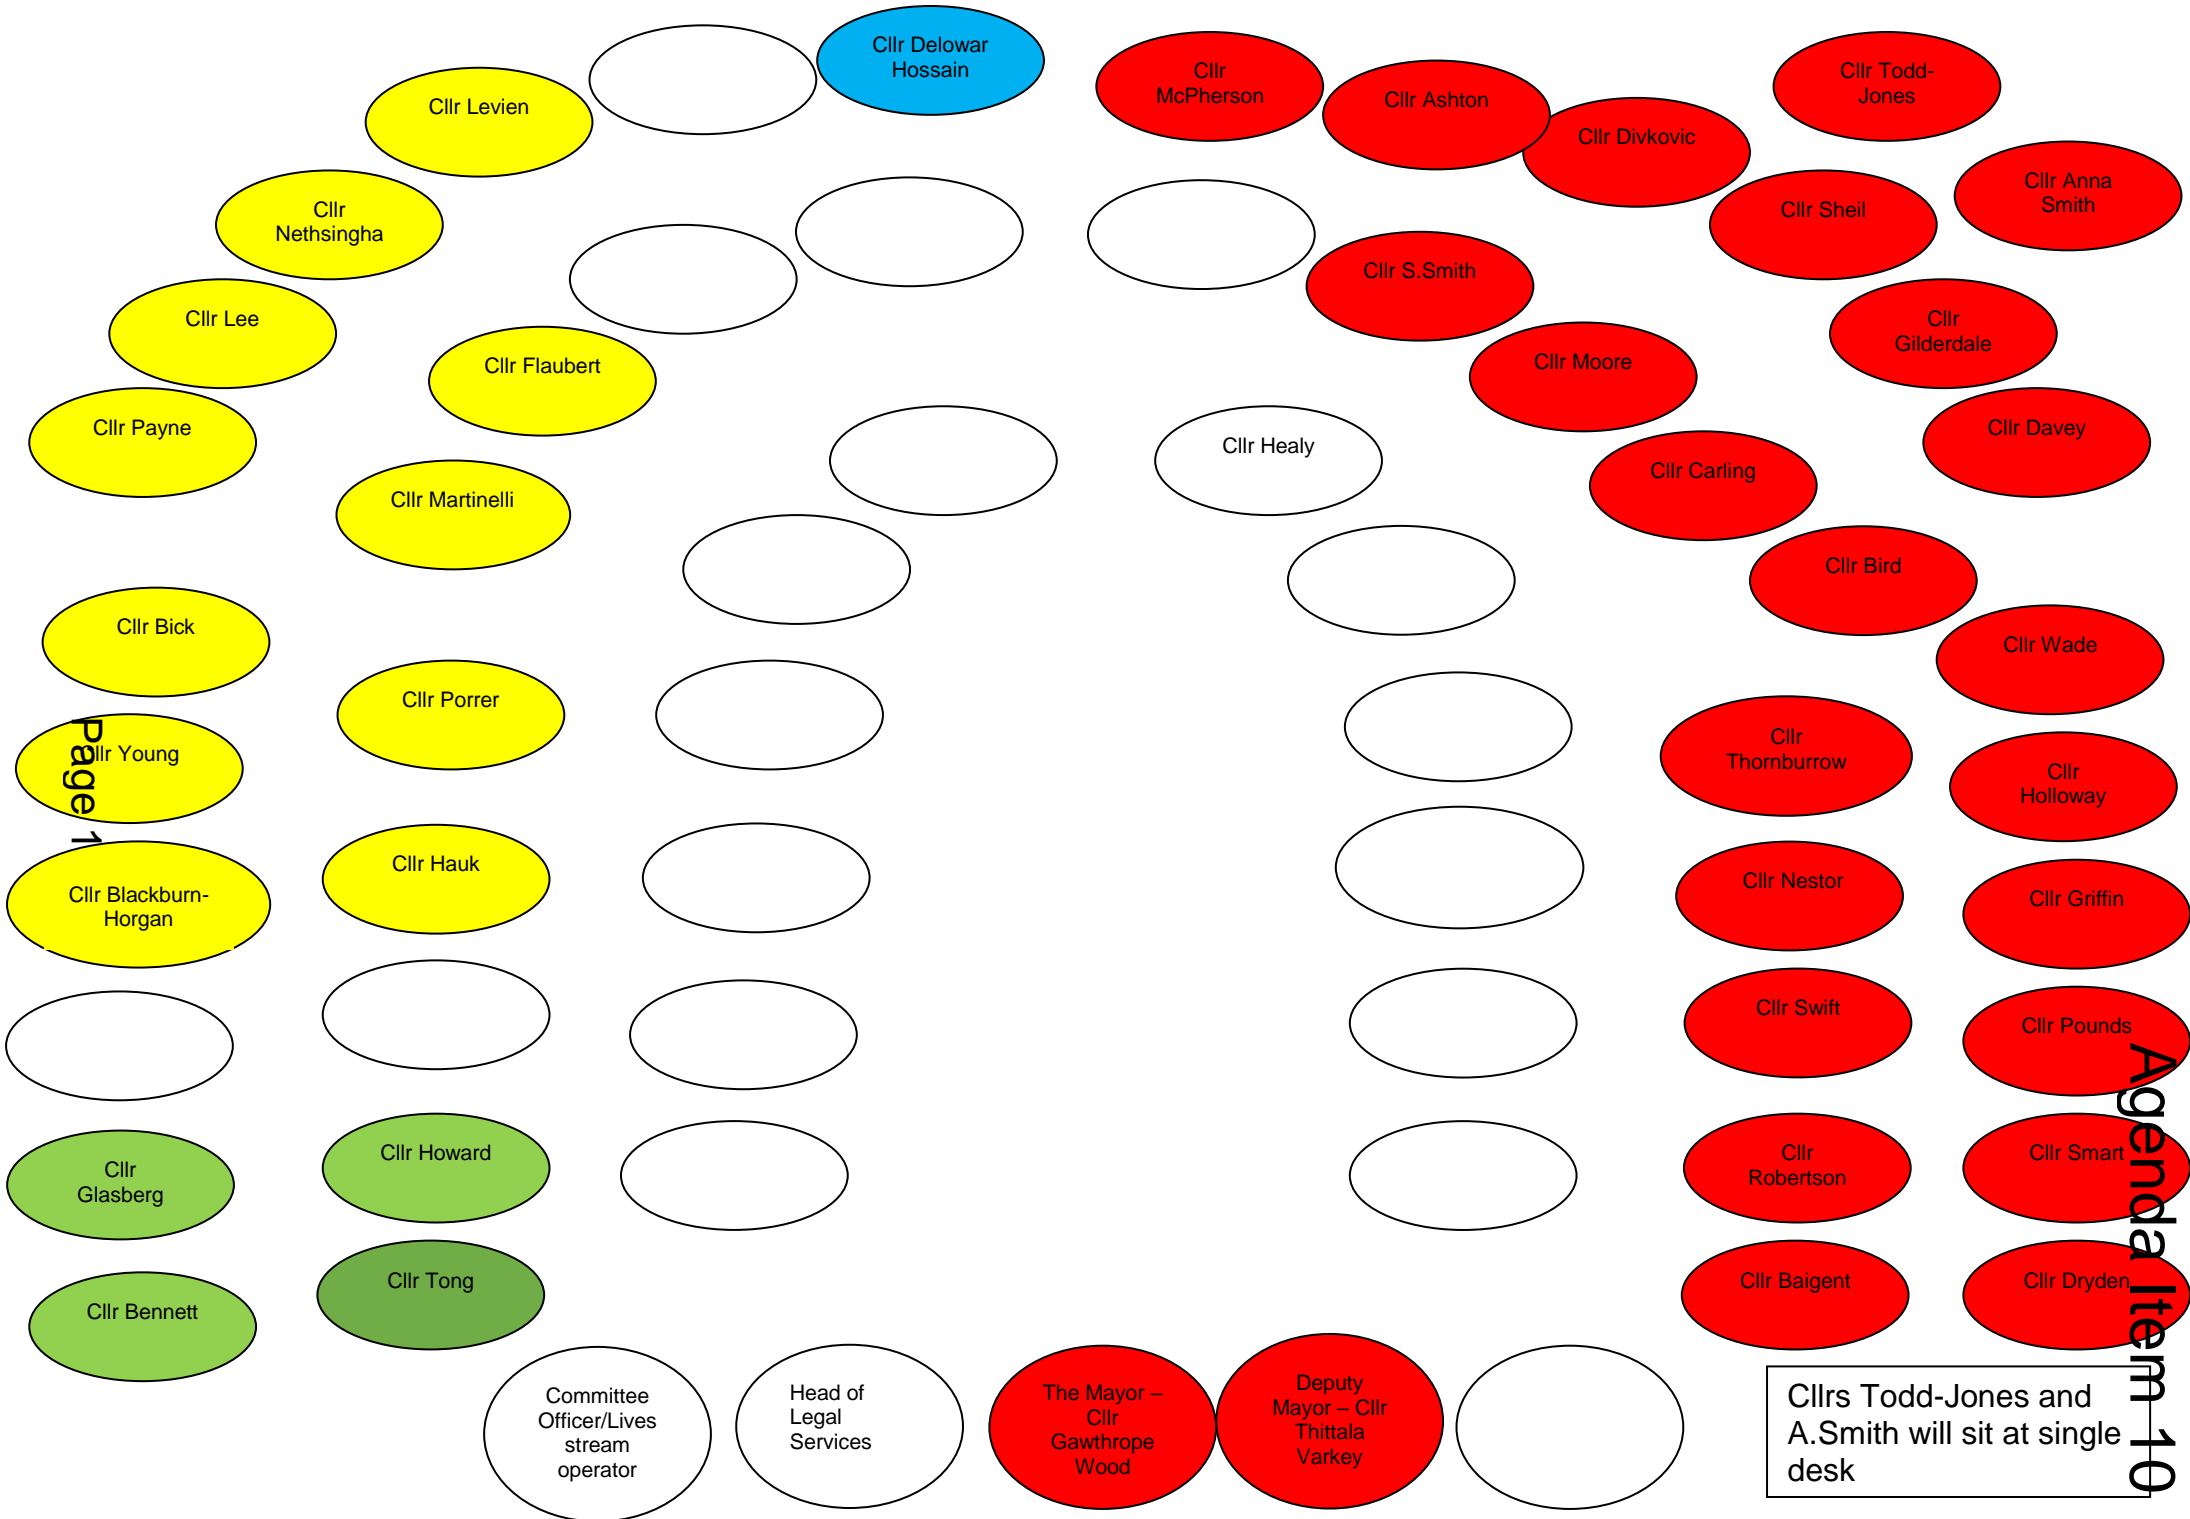 Cllr Delowar
Hossain
Cllr
McPherson
Cllr Ashton
Cllr Divkovic
Cllr Todd-
Jones
Cllr Levien
Cllr
Nethsingha
Cllr Sheil
Cllr Anna
Smith
Cllr S.Smith
Cllr Lee
Cllr Flaubert
Cllr Moore
Cllr
Gilderdale
Cllr Payne
Cllr Healy
Cllr Davey
Cllr Martinelli
Cllr Carling
Cllr Bird
Cllr Bick
Cllr Wade
Cllr Porrer
Cllr
Thornburrow
Cllr Young
Page 1
Cllr
Holloway
Cllr Hauk
Cllr Nestor
Cllr Blackburn-
Horgan
Cllr Griffin
Cllr Swift
Cllr Pounds
Cllr
Glasberg
Cllr Howard
Cllr
Robertson
Cllr Smart
Cllr Bennett
Cllr Tong
Cllr Baigent
Cllr Dryden
Agenda Item 10
Committee
Officer/Lives
stream
operator
Head of
Legal
Services
The Mayor –
Cllr
Gawthrope
Wood
Deputy
Mayor – Cllr
Thittala
Varkey
Cllrs Todd-Jones and
A.Smith will sit at single
desk